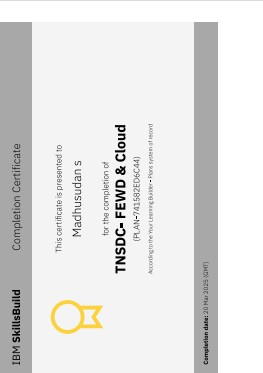 IBM SkillsBuild Completion Certificate
This certificate is presented to
Madhusudan s
for the completion of
TNSDC- FEWD & Cloud
(PLAN-741582ED6C44)
According to the Your Learning Builder - Plans system of record
Completion date: 20 Mar 2025 (GMT)